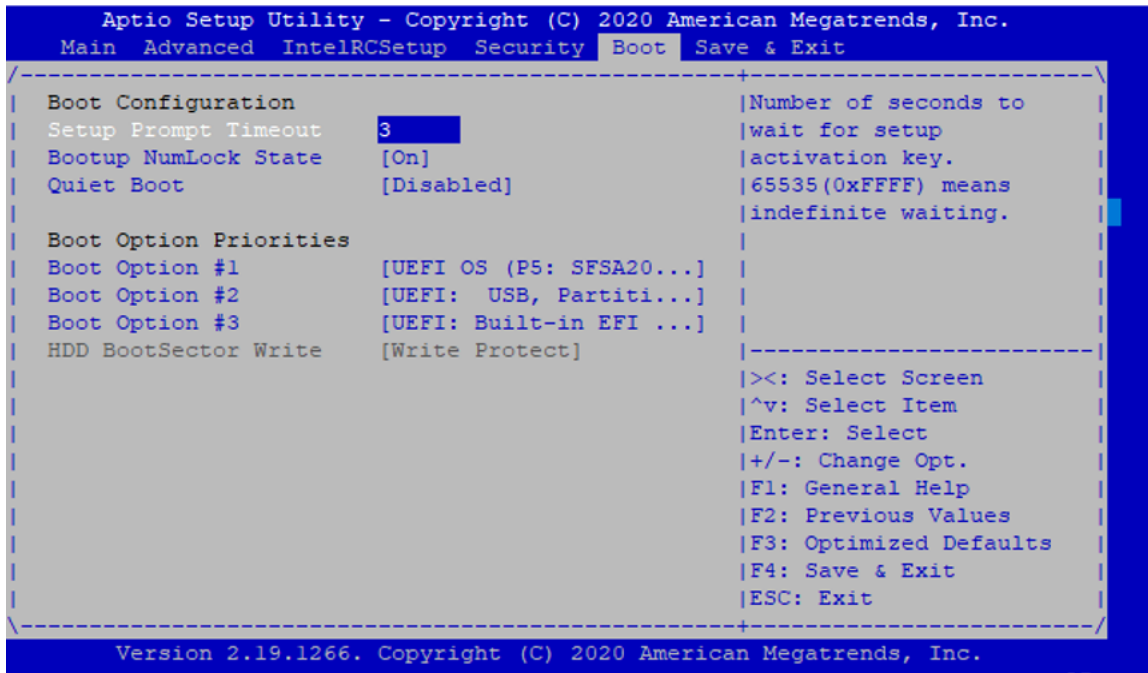 Aptio Setup Utility - Copyright (C) 2020 American Megatrends, Inc.
Main Advanced IntelRCSetup Security Boot Save & Exit
Boot Configuration
Setup Prompt Timeout 3
Bootup NumLock State [On]
Quiet Boot [Disabled]
Boot Option Priorities
Boot Option #1 [UEFI OS (P5: SFSA20...]
Boot Option #2 [UEFI:  USB, Partiti...]
Boot Option #3 [UEFI: Built-in EFI ...]
HDD BootSector Write [Write Protect]
Number of seconds to
wait for setup
activation key.
65535(0xFFFF) means
indefinite waiting.
><: Select Screen
^v: Select Item
Enter: Select
+/-: Change Opt.
F1: General Help
F2: Previous Values
F3: Optimized Defaults
F4: Save & Exit
ESC: Exit
Version 2.19.1266. Copyright (C) 2020 American Megatrends, Inc.